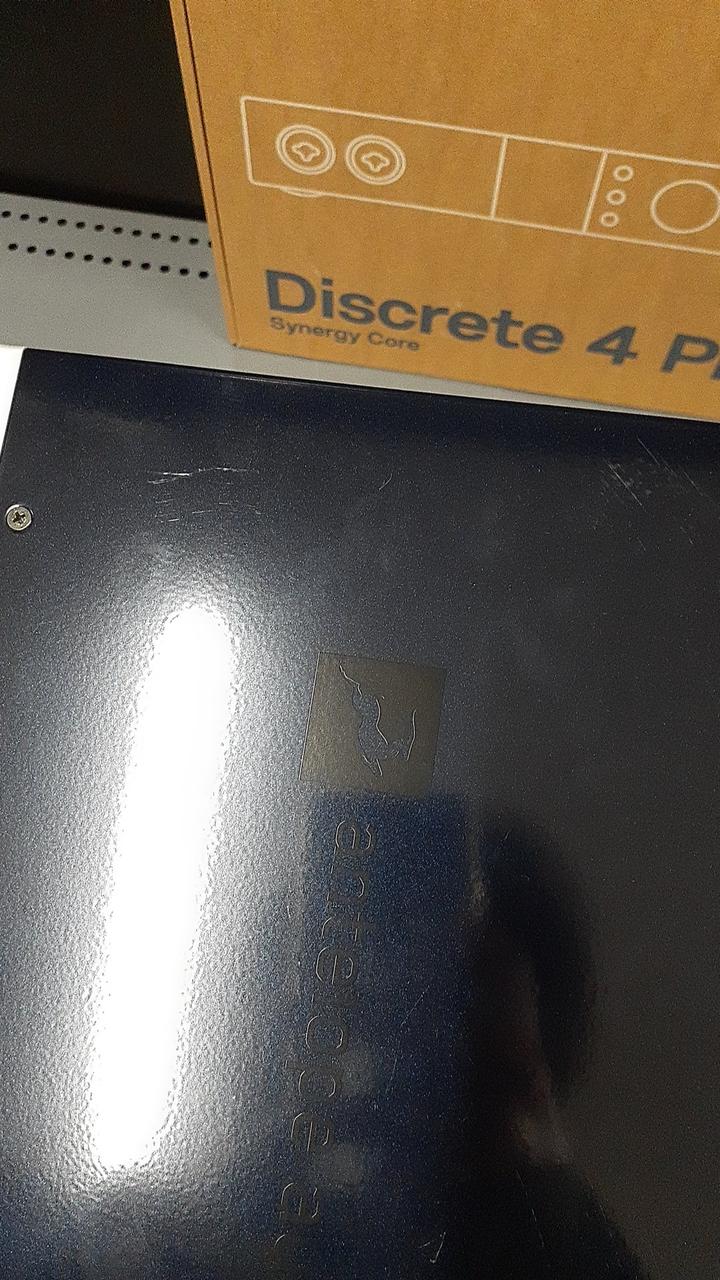 Discrete 4 P
Synergy Core
antelope a